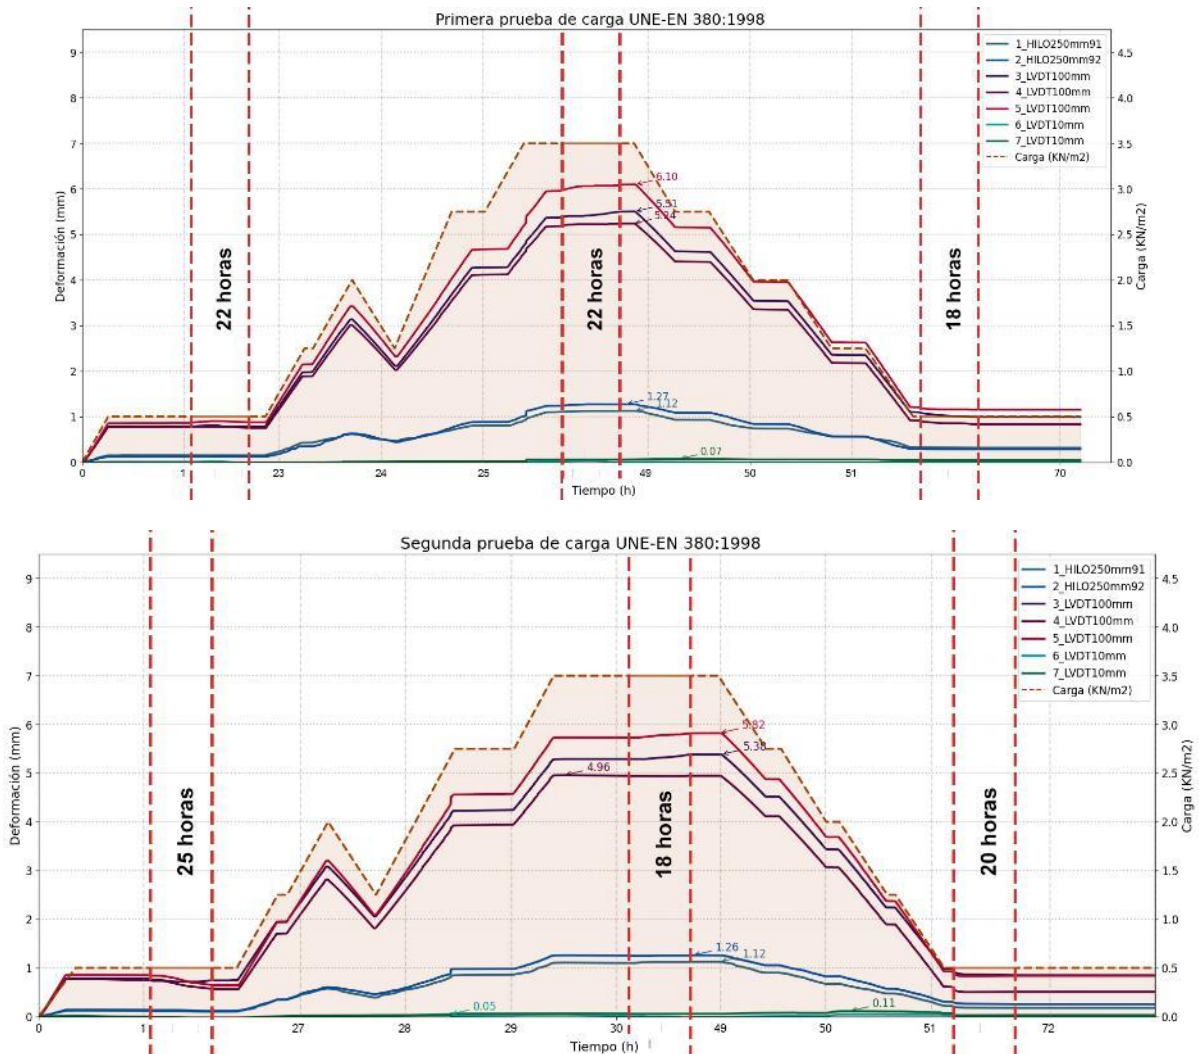 Primera prueba de carga UNE-EN 380:1998
1_HILO250mm91
2_HILO250mm92
3_LVDT100mm
4_LVDT100mm
5_LVDT100mm
6_LVDT10mm
7_LVDT10mm
Carga (KN/m2)
Deformación (mm)
9
8
7
6
5
4
3
2
1
0
4.5
4.0
3.5
3.0
2.5
2.0
1.5
1.0
0.5
0.0
Carga (KN/m2)
22 horas
22 horas
18 horas
6.10
5.51
5.24
1.27
1.12
0.07
0 1 23 24 25 49 50 51 70
Tiempo (h)
Segunda prueba de carga UNE-EN 380:1998
1_HILO250mm91
2_HILO250mm92
3_LVDT100mm
4_LVDT100mm
5_LVDT100mm
6_LVDT10mm
7_LVDT10mm
Carga (KN/m2)
Deformación (mm)
9
8
7
6
5
4
3
2
1
0
4.5
4.0
3.5
3.0
2.5
2.0
1.5
1.0
0.5
0.0
Carga (KN/m2)
25 horas
18 horas
20 horas
5.82
5.38
4.96
1.26
1.12
0.05
0.11
0 1 27 28 29 30 49 50 51 72
Tiempo (h)